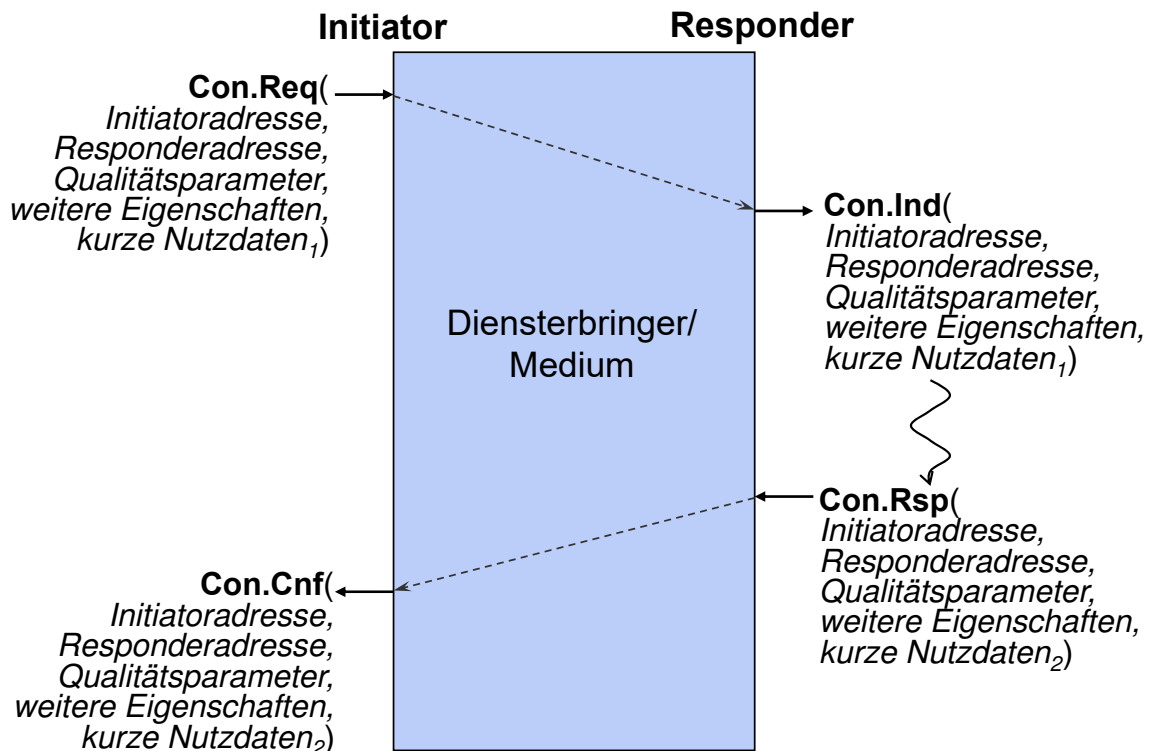 Initiator
Responder
Con.Req(
Initiatoradresse,
Responderadresse,
Qualitätsparameter,
weitere Eigenschaften,
kurze Nutzdaten₁)
Con.Ind(
Initiatoradresse,
Responderadresse,
Qualitätsparameter,
weitere Eigenschaften,
kurze Nutzdaten₁)
Diensterbringer/
Medium
Con.Rsp(
Initiatoradresse,
Responderadresse,
Qualitätsparameter,
weitere Eigenschaften,
kurze Nutzdaten₂)
Con.Cnf(
Initiatoradresse,
Responderadresse,
Qualitätsparameter,
weitere Eigenschaften,
kurze Nutzdaten₂)